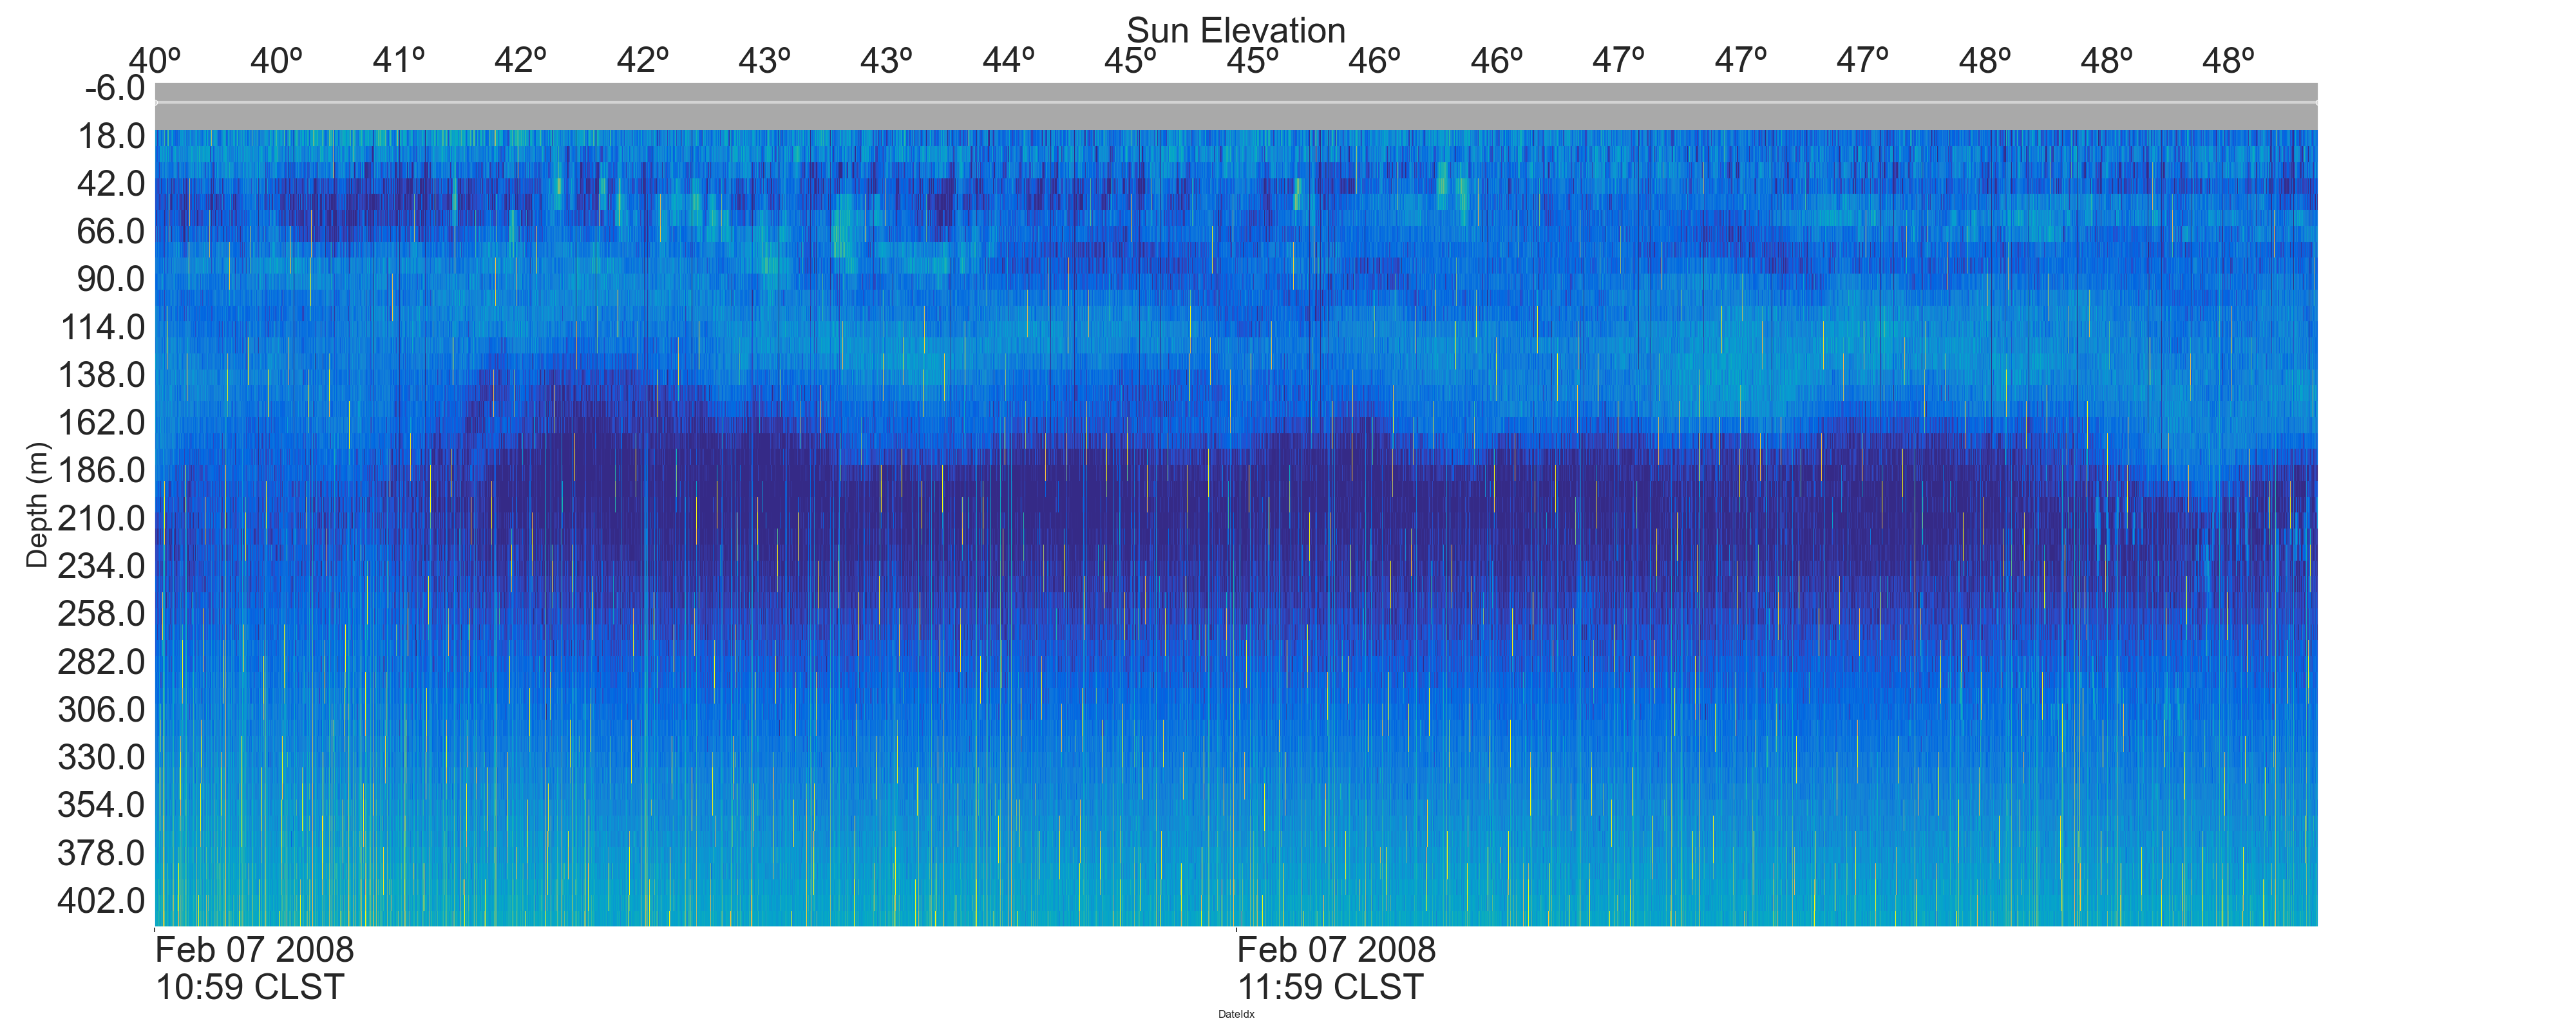 Sun Elevation
40º 40º 41º 42º 42º 43º 43º 44º 45º 45º 46º 46º 47º 47º 47º 48º 48º 48º
-6.0
18.0
42.0
66.0
90.0
114.0
138.0
162.0
186.0
210.0
234.0
258.0
282.0
306.0
330.0
354.0
378.0
402.0
Depth (m)
Feb 07 2008
10:59 CLST
Feb 07 2008
11:59 CLST
DateIdx